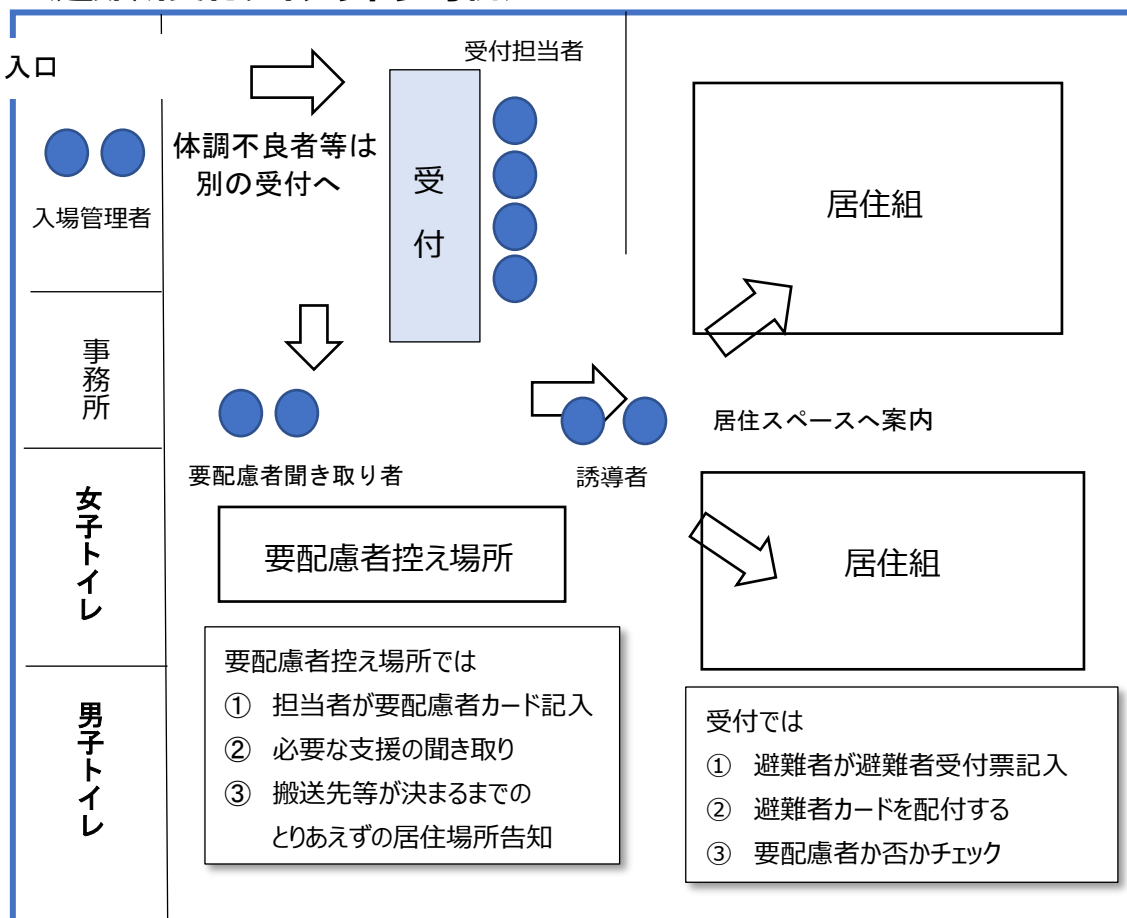 入口
受付担当者
体調不良者等は
別の受付へ
受
付
入場管理者
居住組
事務所
要配慮者聞き取り者
誘導者
居住スペースへ案内
女子トイレ
要配慮者控え場所
居住組
男子トイレ
要配慮者控え場所では
① 担当者が要配慮者カード記入
② 必要な支援の聞き取り
③ 搬送先等が決まるまでの
とりあえずの居住場所告知
受付では
① 避難者が避難者受付票記入
② 避難者カードを配付する
③ 要配慮者か否かチェック